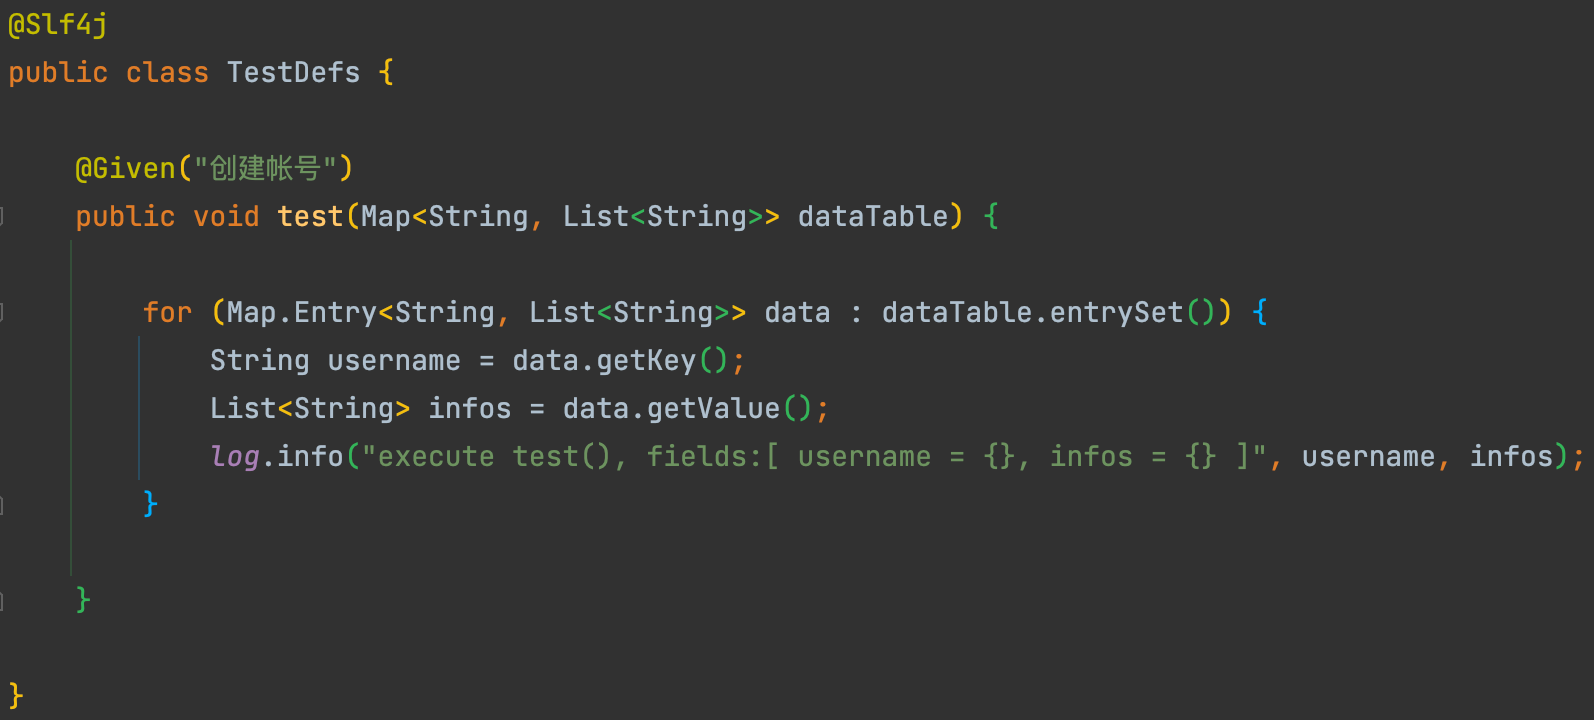 @Slf4j
public class TestDefs {
@Given("创建帐号")
public void test(Map<String, List<String>> dataTable) {
for (Map.Entry<String, List<String>> data : dataTable.entrySet()) {
String username = data.getKey();
List<String> infos = data.getValue();
log.info("execute test(), fields:[ username = {}, infos = {} ]", username, infos);
}
}
}